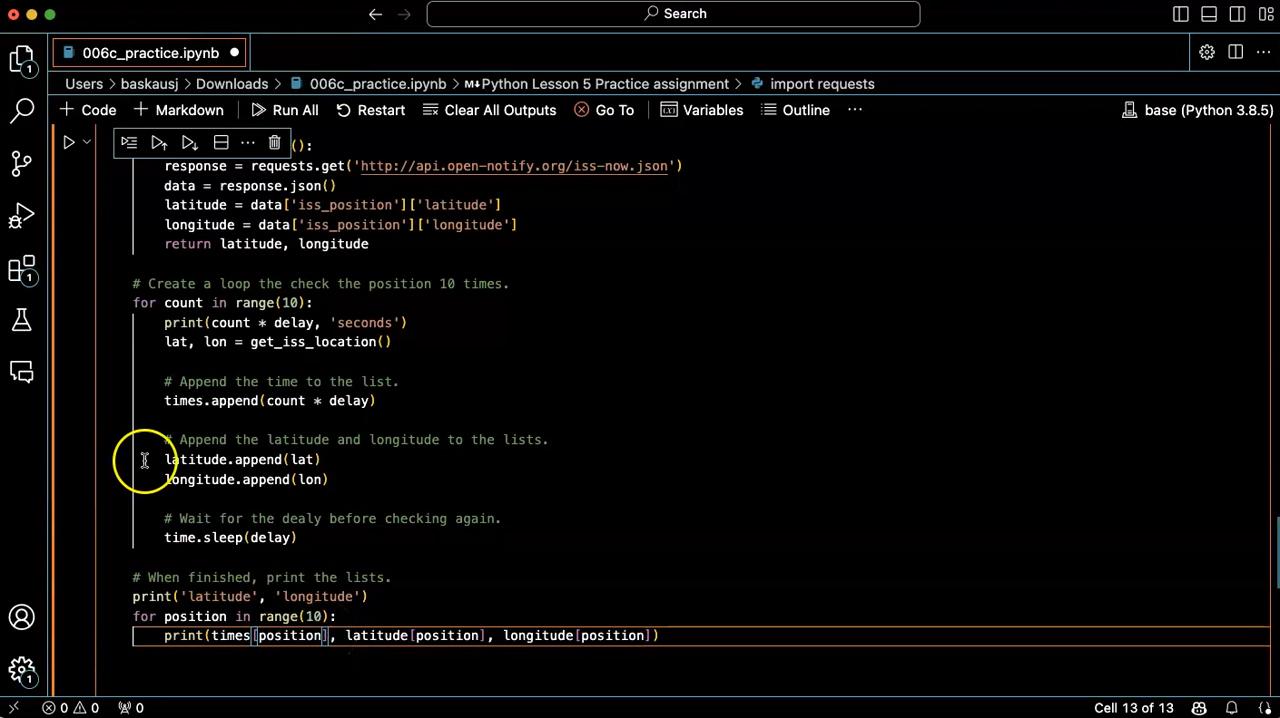 Search
006c_practice.ipynb
Users > baskausj > Downloads > 006c_practice.ipynb > M↓Python Lesson 5 Practice assignment > import requests
+ Code + Markdown Run All Restart Clear All Outputs Go To Variables Outline ... base (Python 3.8.5)
():
response = requests.get('http://api.open-notify.org/iss-now.json')
data = response.json()
latitude = data['iss_position']['latitude']
longitude = data['iss_position']['longitude']
return latitude, longitude
# Create a loop the check the position 10 times.
for count in range(10):
print(count * delay, 'seconds')
lat, lon = get_iss_location()
# Append the time to the list.
times.append(count * delay)
# Append the latitude and longitude to the lists.
latitude.append(lat)
longitude.append(lon)
# Wait for the dealy before checking again.
time.sleep(delay)
# When finished, print the lists.
print('latitude', 'longitude')
for position in range(10):
print(times[position], latitude[position], longitude[position])
1
1
1
0 0 0 Cell 13 of 13